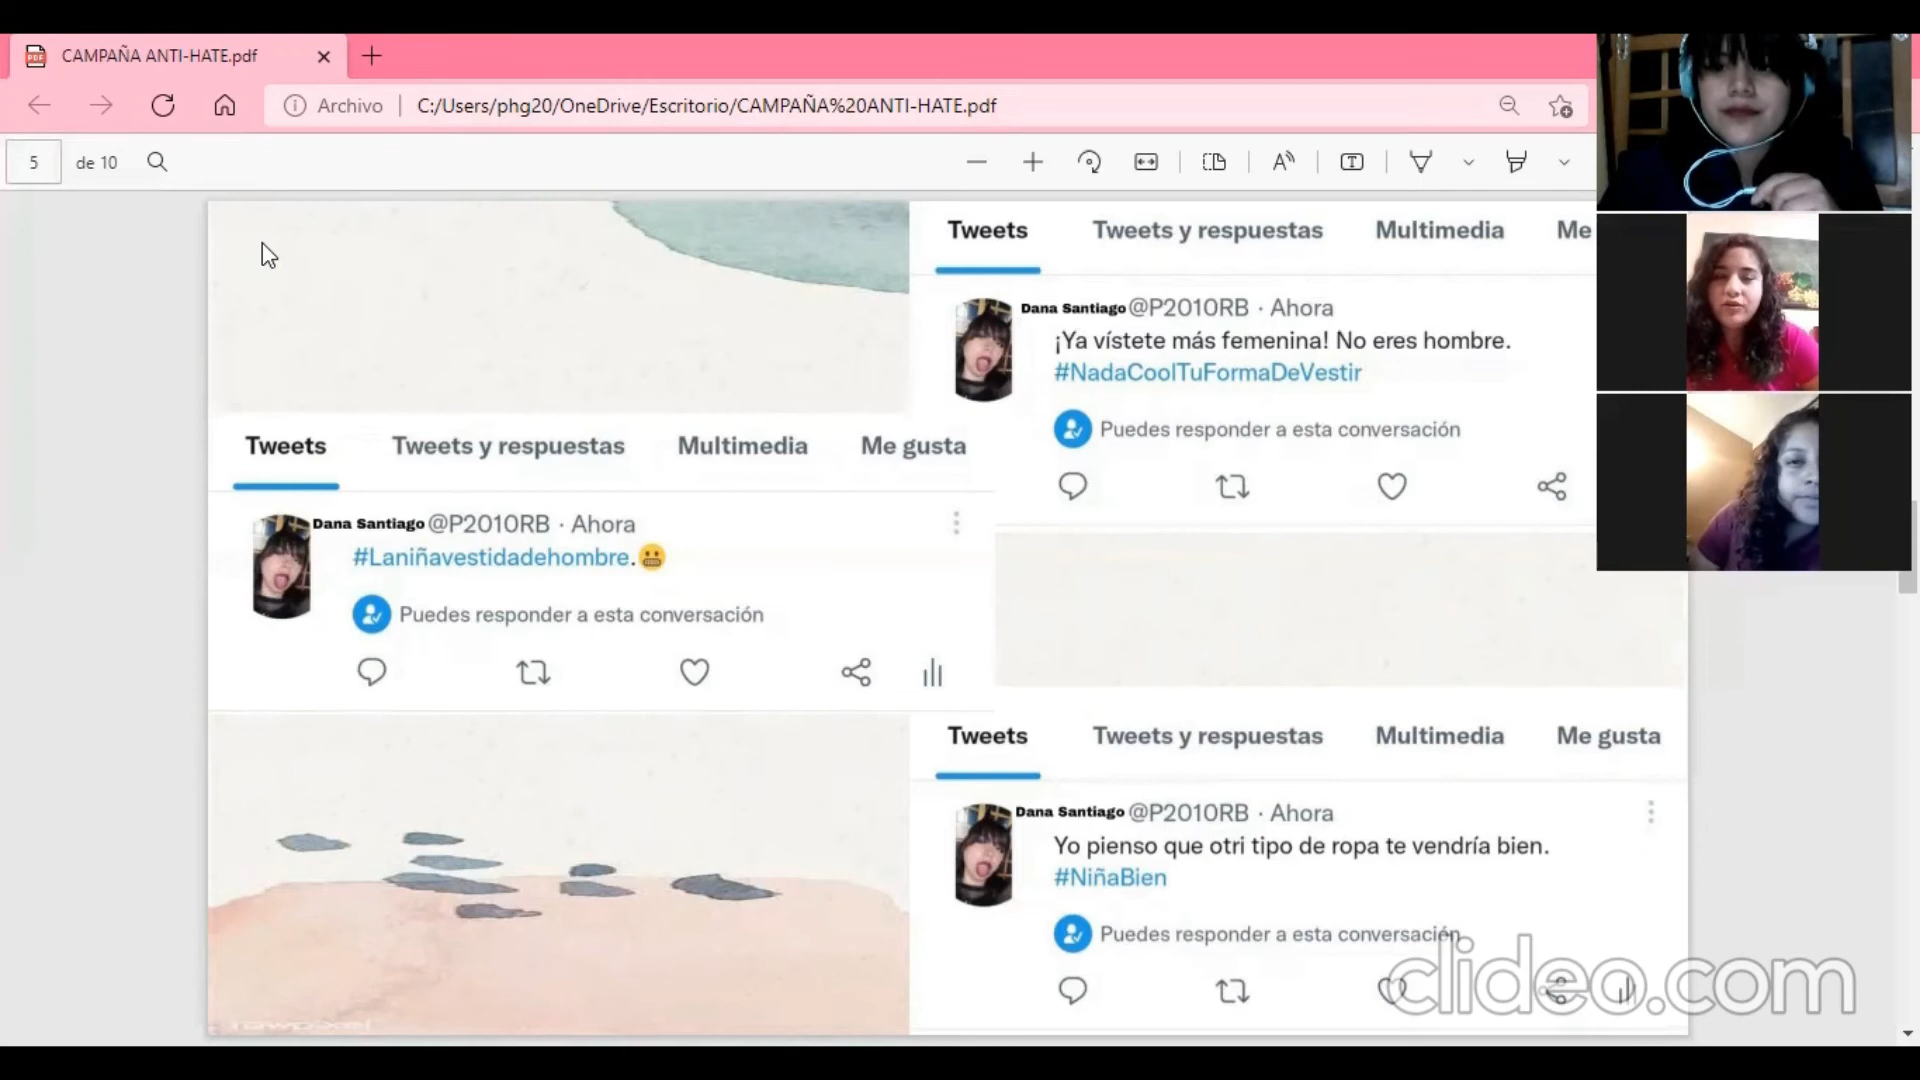 CAMPAÑA ANTI-HATE.pdf
Archivo
C:/Users/phg20/OneDrive/Escritorio/CAMPAÑA%20ANTI-HATE.pdf
5 de 10
Tweets Tweets y respuestas Multimedia Me
Dana Santiago @P2010RB · Ahora
¡Ya vístete más femenina! No eres hombre.
#NadaCoolTuFormaDeVestir
Puedes responder a esta conversación
Tweets Tweets y respuestas Multimedia Me gusta
Dana Santiago @P2010RB · Ahora
#Laniñavestidadehombre.😬
Puedes responder a esta conversación
Tweets Tweets y respuestas Multimedia Me gusta
Dana Santiago @P2010RB · Ahora
Yo pienso que otri tipo de ropa te vendría bien.
#NiñaBien
Puedes responder a esta conversación
clideo.com